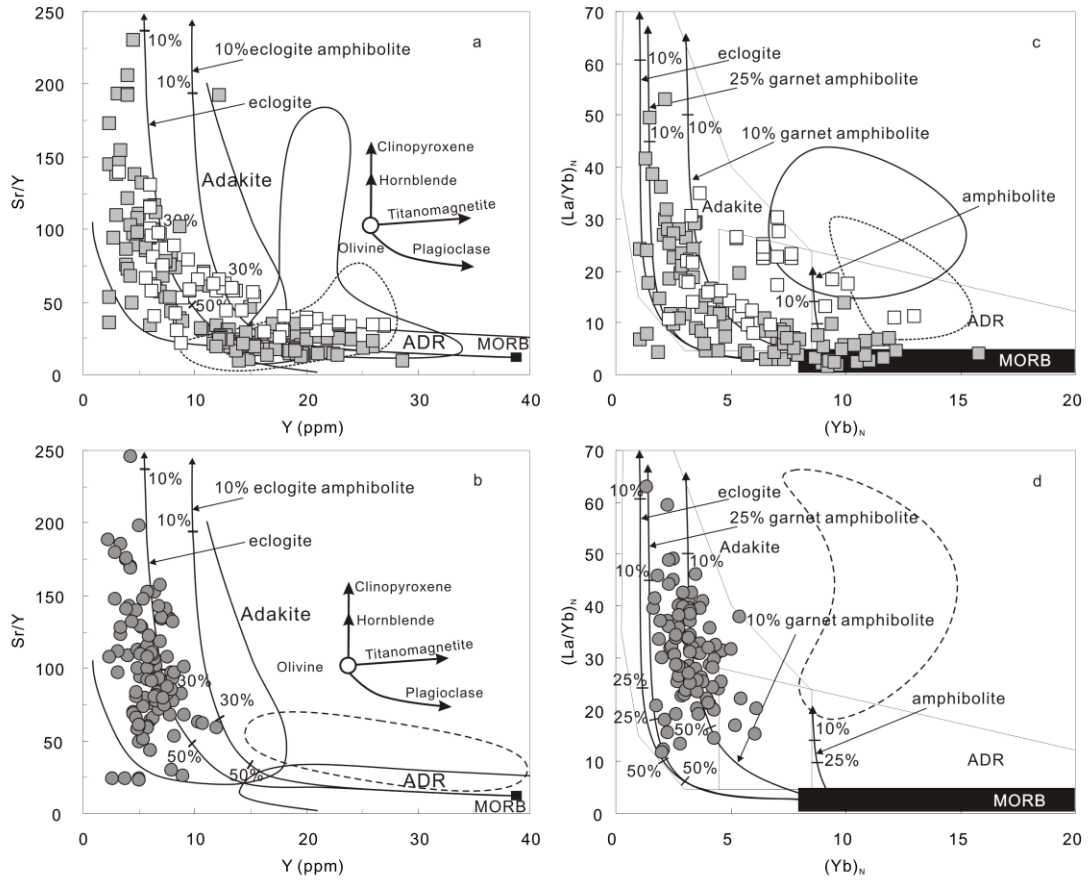 250
200
150
100
50
0
Sr/Y
0
10
20
30
40
Y (ppm)
a
10%
10% eclogite amphibolite
10%
eclogite
Adakite
Clinopyroxene
Hornblende
Titanomagnetite
Olivine
Plagioclase
30%
30%
50%
ADR
MORB
70
60
50
40
30
20
10
0
(La/Yb)N
0
5
10
15
20
(Yb)N
c
10%
eclogite
25% garnet amphibolite
10%
10%
10% garnet amphibolite
Adakite
amphibolite
10%
ADR
MORB
250
200
150
100
50
0
Sr/Y
0
10
20
30
40
Y (ppm)
b
10%
10% eclogite amphibolite
10%
eclogite
Adakite
Clinopyroxene
Hornblende
Titanomagnetite
Olivine
Plagioclase
30%
30%
50%
50%
ADR
MORB
70
60
50
40
30
20
10
0
(La/Yb)N
0
5
10
15
20
(Yb)N
d
10%
eclogite
25% garnet amphibolite
Adakite
10%
10%
10% garnet amphibolite
25%
25%
50%
amphibolite
10%
25%
50%
50%
ADR
MORB